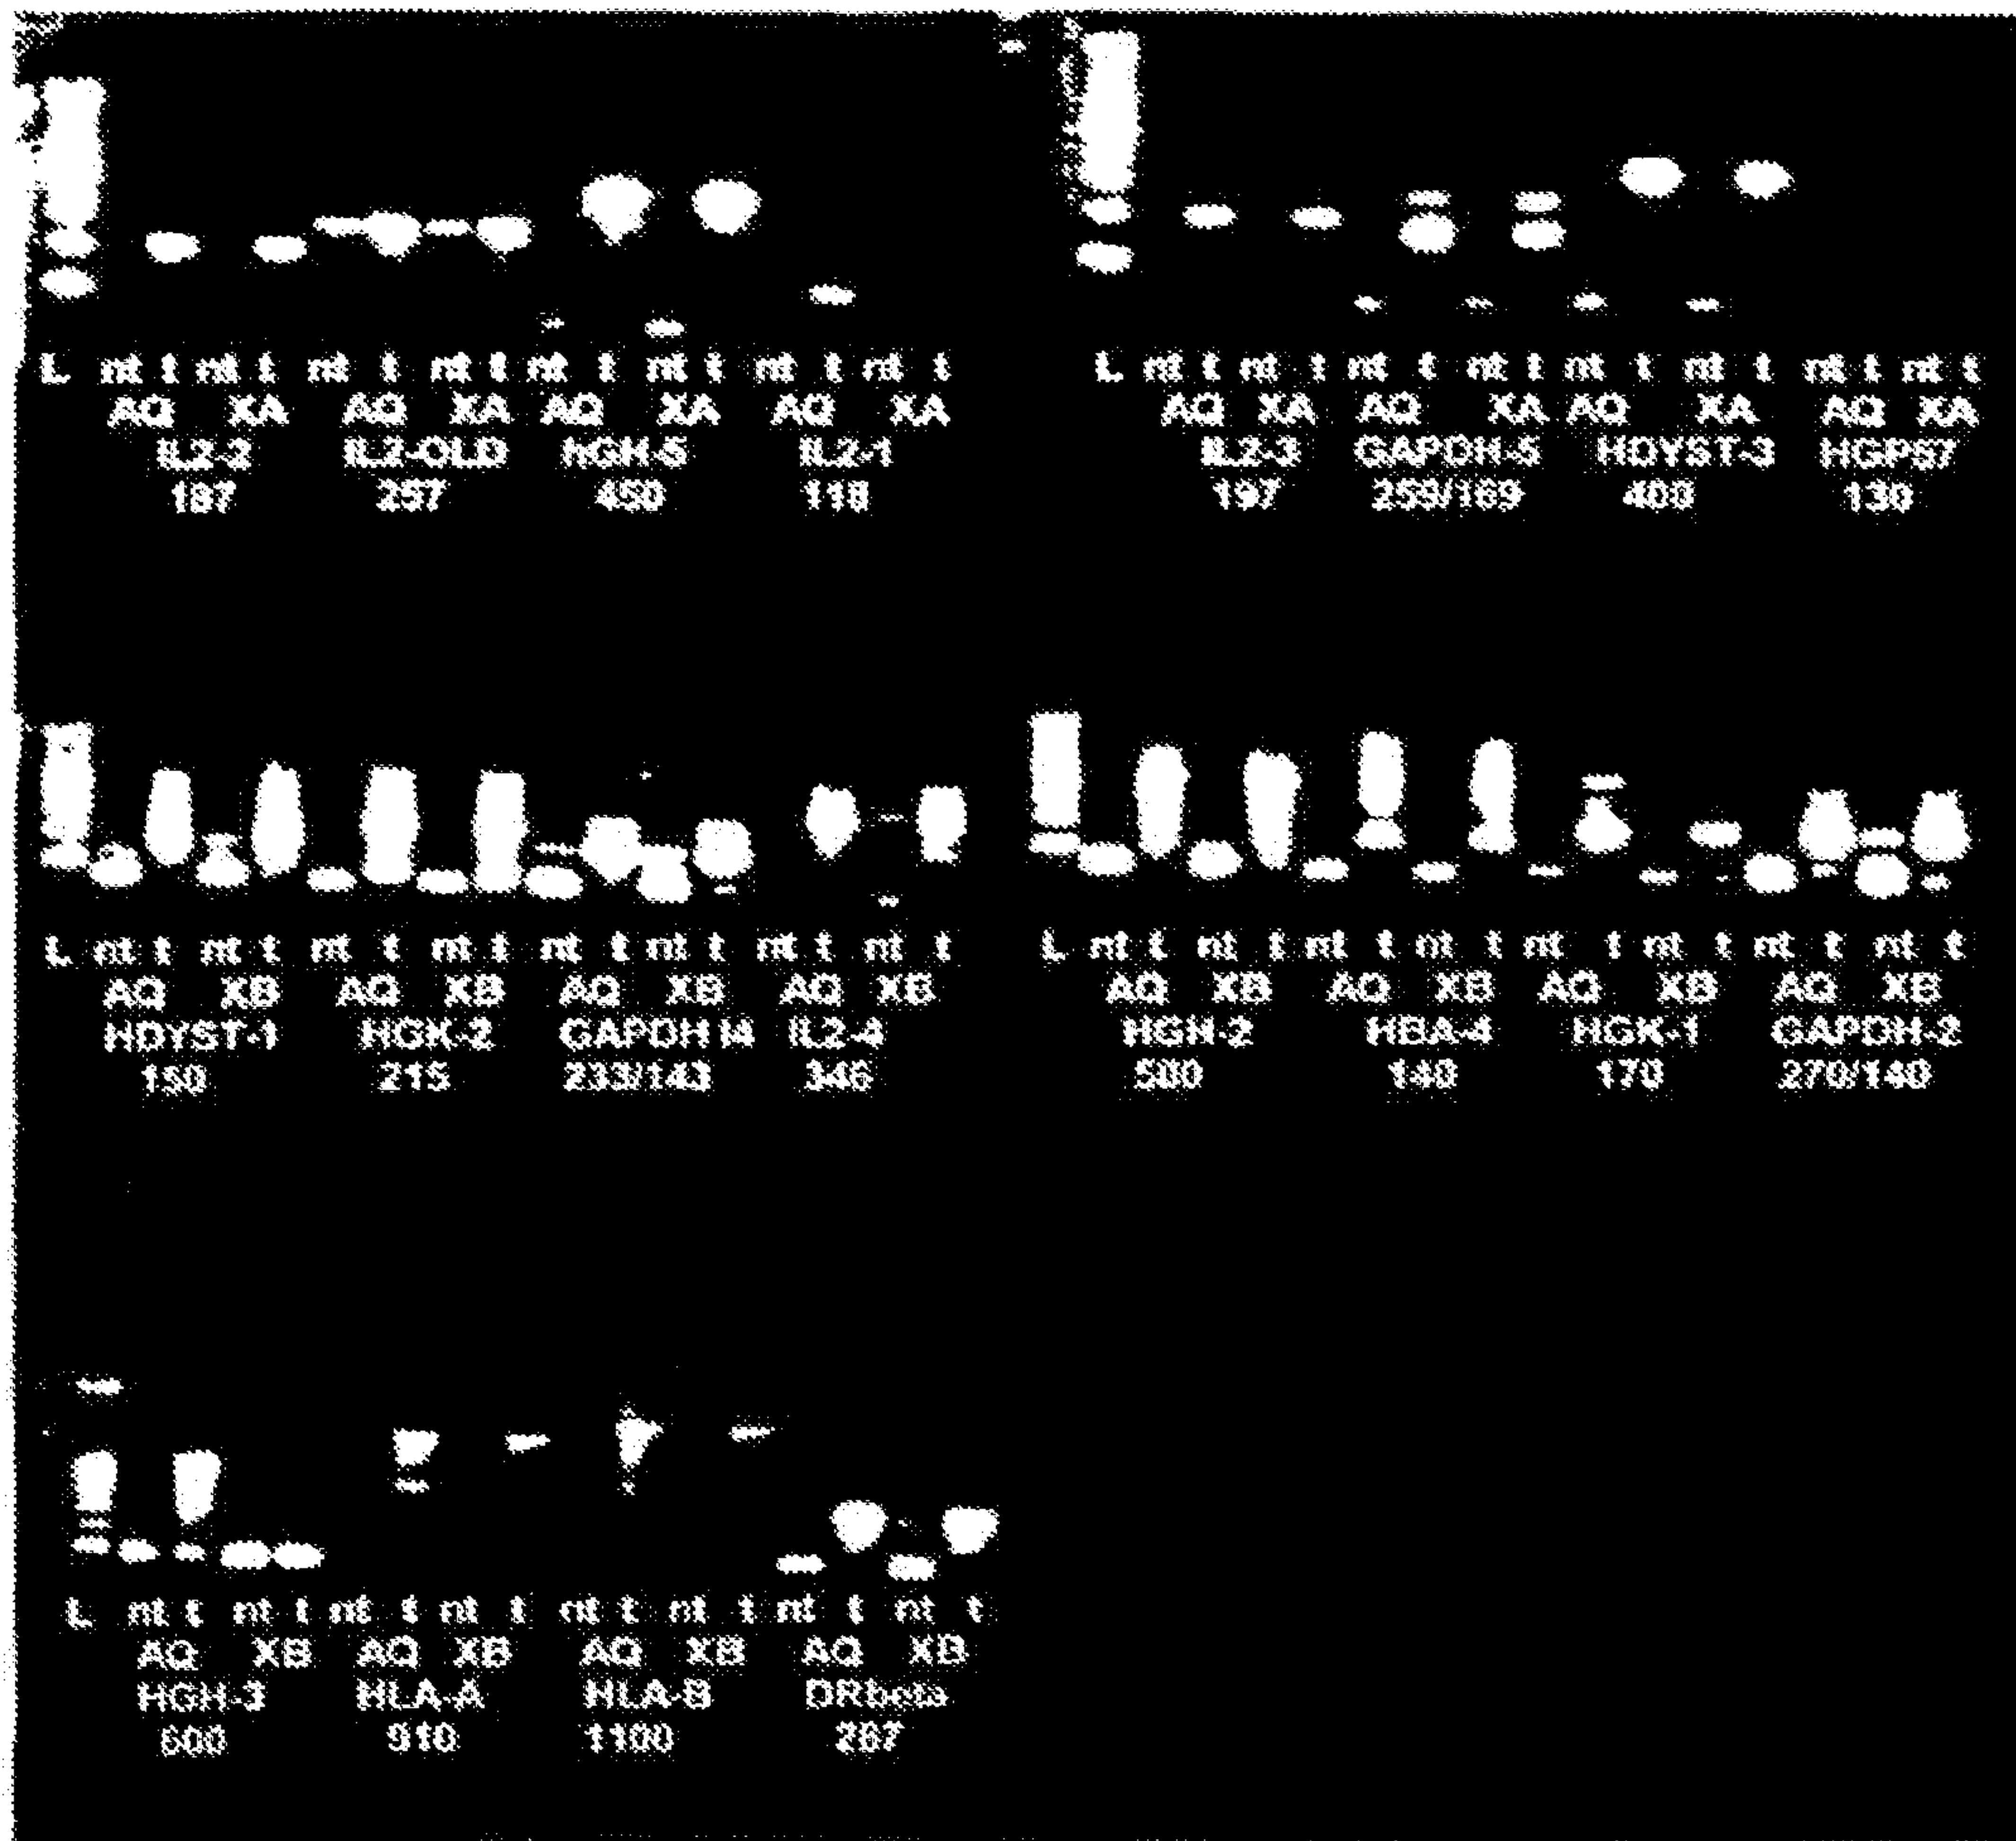 L nt t nt t nt t nt t nt t nt t nt t nt t
AQ XA AQ XA AQ XA AQ XA
IL2-2 IL2-OLD hGH-5 IL2-1
187 257 450 118
L nt t nt t nt t nt t nt t nt t nt t nt t
AQ XA AQ XA AQ XA AQ XA
IL2-3 GAPDH-5 HDYST-3 HGP57
197 259/169 400 130
L nt t nt t nt t nt t nt t nt t nt t nt t
AQ XB AQ XB AQ XB AQ XB
HDYST-1 HGK-2 GAPDH I4 IL2-4
150 215 233/143 346
L nt t nt t nt t nt t nt t nt t nt t nt t
AQ XB AQ XB AQ XB AQ XB
HGH-2 HBA-4 HGK-1 GAPDH-2
500 140 170 270/140
L nt t nt t nt t nt t nt t nt t nt t nt t
AQ XB AQ XB AQ XB AQ XB
HGH-3 HLA-A HLA-B DRbeta
600 910 1100 267